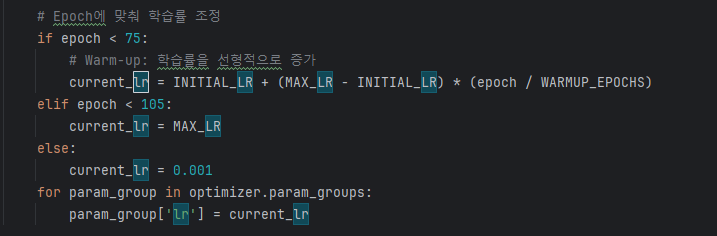 # Epoch에 맞춰 학습률 조정
if epoch < 75:
# Warm-up: 학습률을 선형적으로 증가
current_lr = INITIAL_LR + (MAX_LR - INITIAL_LR) * (epoch / WARMUP_EPOCHS)
elif epoch < 105:
current_lr = MAX_LR
else:
current_lr = 0.001
for param_group in optimizer.param_groups:
param_group['lr'] = current_lr